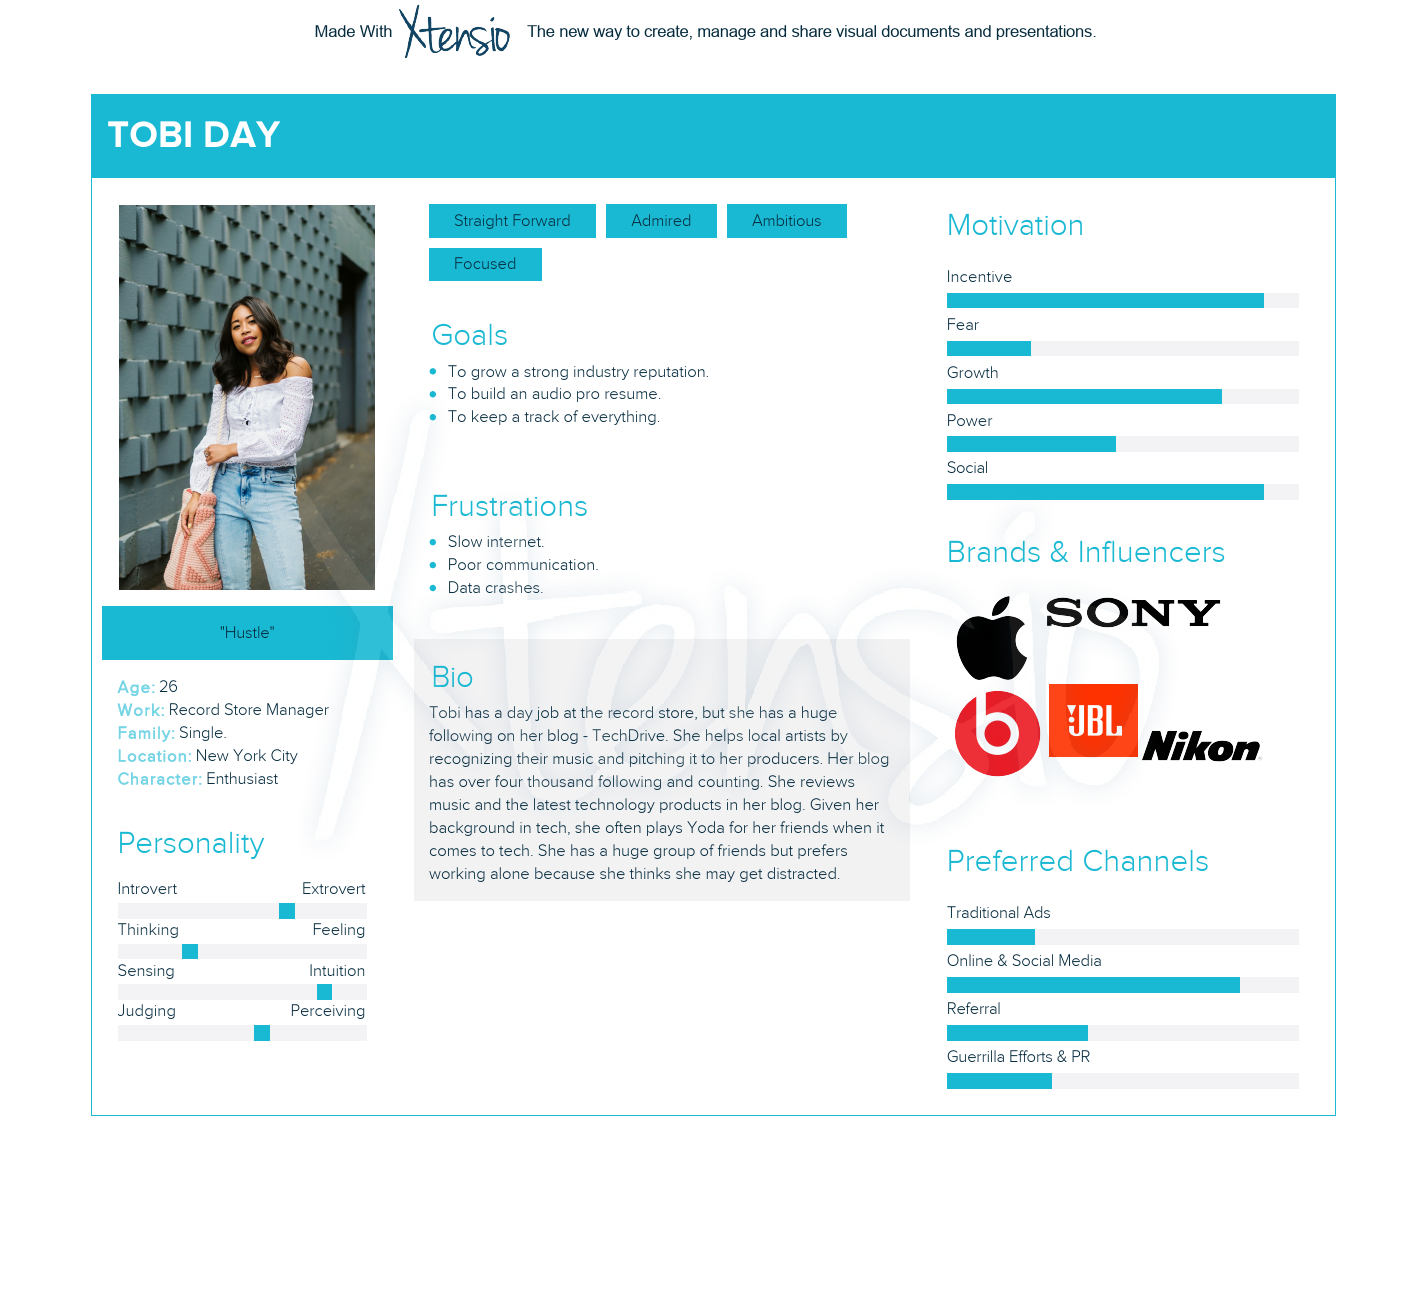 Made With Xtensio The new way to create, manage and share visual documents and presentations.
TOBI DAY
"Hustle"
Age: 26
Work: Record Store Manager
Family: Single.
Location: New York City
Character: Enthusiast
Personality
Introvert Extrovert
Thinking Feeling
Sensing Intuition
Judging Perceiving
Straight Forward Admired Ambitious
Focused
Goals
To grow a strong industry reputation.
To build an audio pro resume.
To keep a track of everything.
Frustrations
Slow internet.
Poor communication.
Data crashes.
Bio
Tobi has a day job at the record store, but she has a huge
following on her blog - TechDrive. She helps local artists by
recognizing their music and pitching it to her producers. Her blog
has over four thousand following and counting. She reviews
music and the latest technology products in her blog. Given her
background in tech, she often plays Yoda for her friends when it
comes to tech. She has a huge group of friends but prefers
working alone because she thinks she may get distracted.
Motivation
Incentive
Fear
Growth
Power
Social
Brands & Influencers
SONY
b
JBL
Nikon
Preferred Channels
Traditional Ads
Online & Social Media
Referral
Guerrilla Efforts & PR
Xtensio